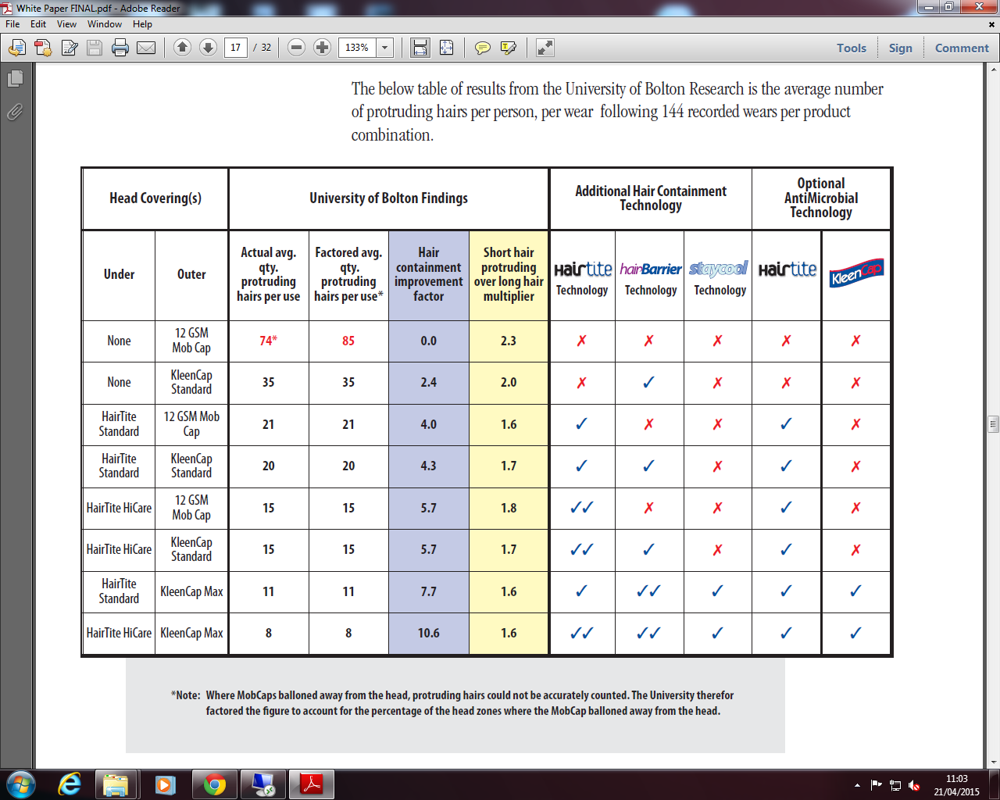 White Paper FINAL.pdf - Adobe Reader
File Edit View Window Help
17 / 32 133% Tools Sign Comment
The below table of results from the University of Bolton Research is the average number
of protruding hairs per person, per wear following 144 recorded wears per product
combination.
Head Covering(s)
University of Bolton Findings
Additional Hair Containment
Technology
Optional
AntiMicrobial
Technology
Under
Outer
Actual avg.
qty.
protruding
hairs per use
Factored avg.
qty.
protruding
hairs per use*
Hair
containment
improvement
factor
Short hair
protruding
over long hair
multiplier
Hairtite
Technology
hairBarrier
Technology
staycool
Technology
Hairtite
KleenCap
None
12 GSM
Mob Cap
74* 85 0.0 2.3 ✗ ✗ ✗ ✗ ✗
None
KleenCap
Standard
35 35 2.4 2.0 ✗ ✓ ✗ ✗ ✗
HairTite
Standard
12 GSM Mob
Cap
21 21 4.0 1.6 ✓ ✗ ✗ ✓ ✗
HairTite
Standard
KleenCap
Standard
20 20 4.3 1.7 ✓ ✓ ✗ ✓ ✗
HairTite HiCare
12 GSM
Mob Cap
15 15 5.7 1.8 ✓✓ ✗ ✗ ✓ ✗
HairTite HiCare
KleenCap
Standard
15 15 5.7 1.7 ✓✓ ✓ ✗ ✓ ✗
HairTite
Standard
KleenCap Max
11 11 7.7 1.6 ✓ ✓✓ ✓ ✓ ✓
HairTite HiCare KleenCap Max 8 8 10.6 1.6 ✓✓ ✓✓ ✓ ✓ ✓
*Note: Where MobCaps balloned away from the head, protruding hairs could not be accurately counted. The University therefor
factored the figure to account for the percentage of the head zones where the MobCap balloned away from the head.
11:03
21/04/2015